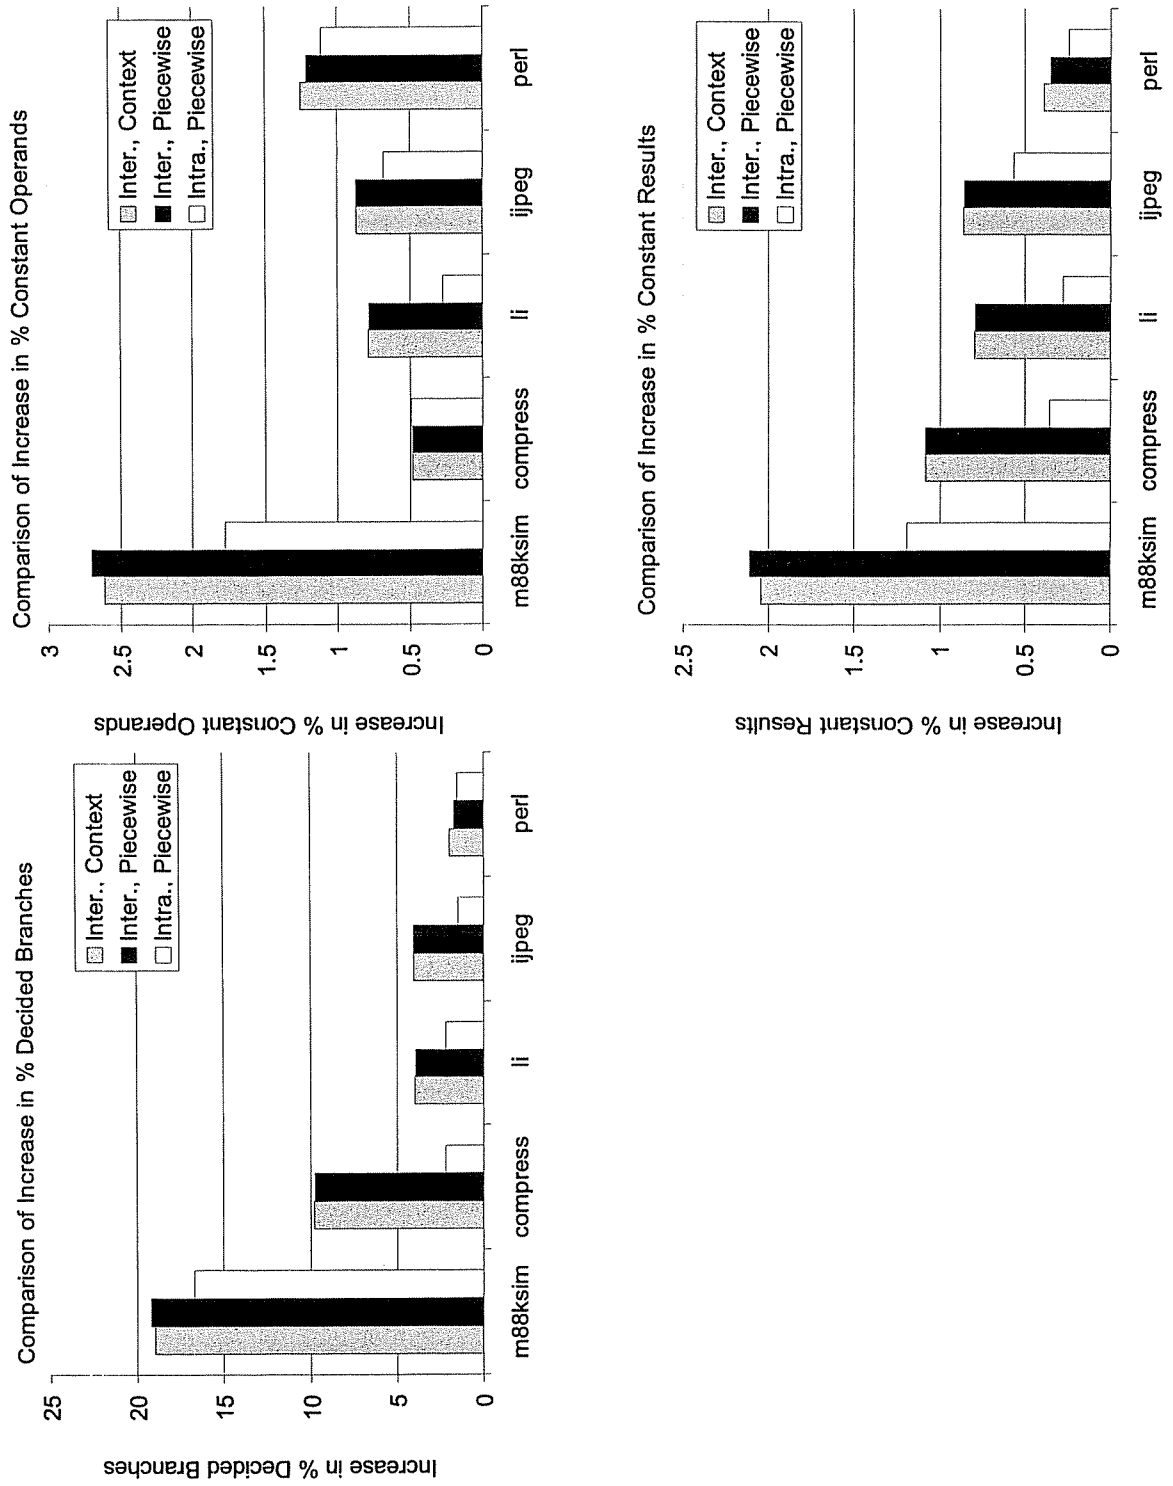 Comparison of Increase in % Decided Branches
Increase in % Decided Branches
25
20
15
10
5
0
m88ksim
compress
li
ijpeg
perl
Inter., Context
Inter., Piecewise
Intra., Piecewise
Comparison of Increase in % Constant Operands
Increase in % Constant Operands
3
2.5
2
1.5
1
0.5
0
m88ksim
compress
li
ijpeg
perl
Inter., Context
Inter., Piecewise
Intra., Piecewise
Comparison of Increase in % Constant Results
Increase in % Constant Results
2.5
2
1.5
1
0.5
0
m88ksim
compress
li
ijpeg
perl
Inter., Context
Inter., Piecewise
Intra., Piecewise